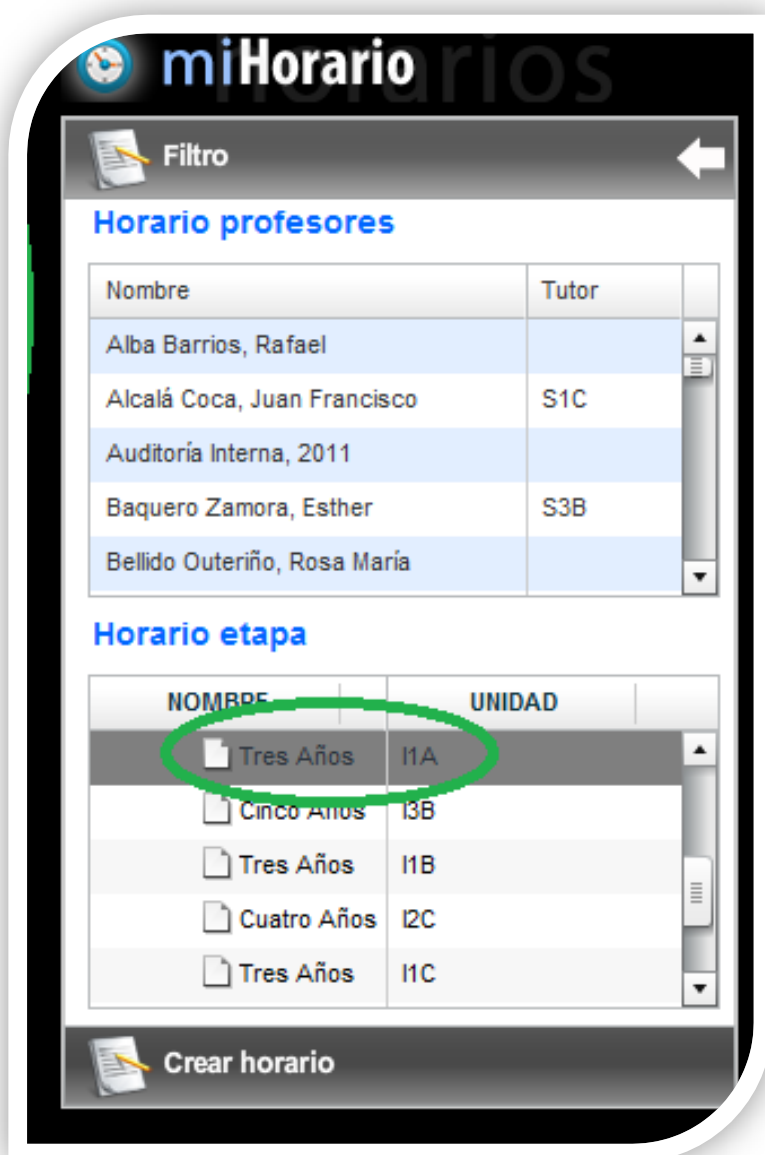 miHorario
horarios
Filtro
Horario profesores
Nombre Tutor
Alba Barrios, Rafael
Alcalá Coca, Juan Francisco S1C
Auditoría Interna, 2011
Baquero Zamora, Esther S3B
Bellido Outeriño, Rosa María
Horario etapa
NOMBRE UNIDAD
Tres Años I1A
Cinco Años I3B
Tres Años I1B
Cuatro Años I2C
Tres Años I1C
Crear horario